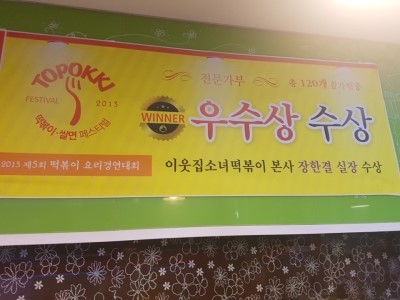 TOPOKKI
FESTIVAL 2013
떡볶이·쌀면 페스티벌
전문가부 총 120개 참가팀중
WINNER
우수상 수상
2013 제5회 떡볶이 요리경연대회
이웃집소녀떡볶이 본사 장한결 실장 수상